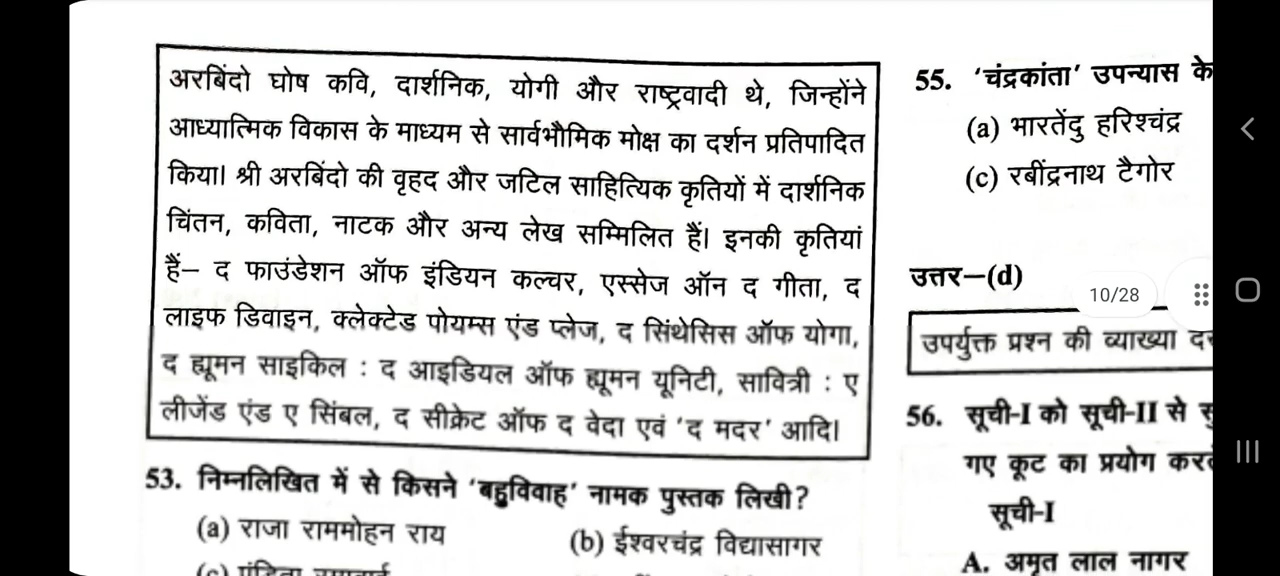 अरबिंदो घोष कवि, दार्शनिक, योगी और राष्ट्रवादी थे, जिन्होंने
आध्यात्मिक विकास के माध्यम से सार्वभौमिक मोक्ष का दर्शन प्रतिपादित
किया। श्री अरबिंदो की वृहद और जटिल साहित्यिक कृतियों में दार्शनिक
चिंतन, कविता, नाटक और अन्य लेख सम्मिलित हैं। इनकी कृतियां
हैं– द फाउंडेशन ऑफ इंडियन कल्चर, एस्सेज ऑन द गीता, द
लाइफ डिवाइन, क्लेक्टेड पोयम्स एंड प्लेज, द सिंथेसिस ऑफ योगा,
द ह्यूमन साइकिल : द आइडियल ऑफ ह्यूमन यूनिटी, सावित्री : ए
लीजेंड एंड ए सिंबल, द सीक्रेट ऑफ द वेदा एवं 'द मदर' आदि।
53. निम्नलिखित में से किसने 'बहुविवाह' नामक पुस्तक लिखी?
(a) राजा राममोहन राय (b) ईश्वरचंद्र विद्यासागर
55. 'चंद्रकांता' उपन्यास के
(a) भारतेंदु हरिश्चंद्र
(c) रबींद्रनाथ टैगोर
उत्तर–(d)
10/28
उपर्युक्त प्रश्न की व्याख्या
56. सूची-I को सूची-II से
गए कूट का प्रयोग
सूची-I
A. अमृत लाल नागर